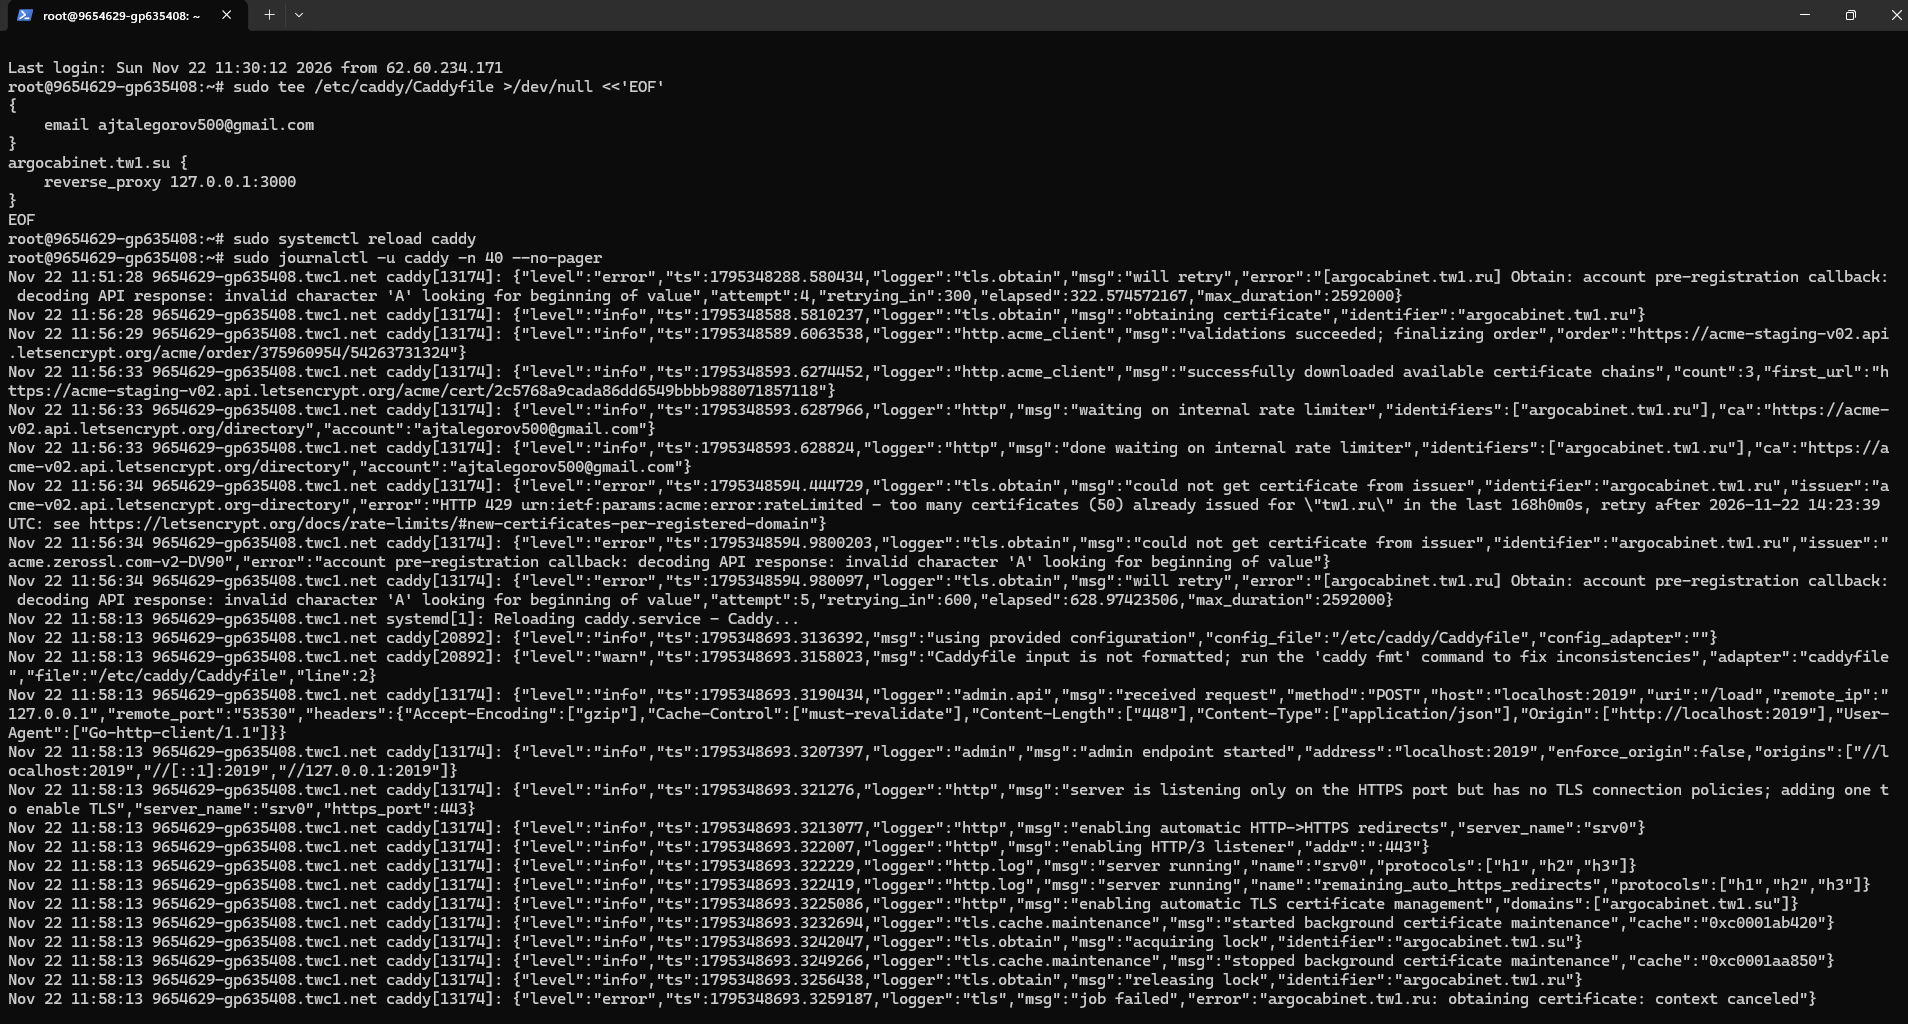 root@9654629-gp635408: ~
Last login: Sun Nov 22 11:30:12 2026 from 62.60.234.171
root@9654629-gp635408:~# sudo tee /etc/caddy/Caddyfile >/dev/null <<'EOF'
{
    email ajtalegorov500@gmail.com
}
argocabinet.tw1.su {
    reverse_proxy 127.0.0.1:3000
}
EOF
root@9654629-gp635408:~# sudo systemctl reload caddy
root@9654629-gp635408:~# sudo journalctl -u caddy -n 40 --no-pager
Nov 22 11:51:28 9654629-gp635408.twc1.net caddy[13174]: {"level":"error","ts":1795348288.580434,"logger":"tls.obtain","msg":"will retry","error":"[argocabinet.tw1.ru] Obtain: account pre-registration callback:
 decoding API response: invalid character 'A' looking for beginning of value","attempt":4,"retrying_in":300,"elapsed":322.574572167,"max_duration":2592000}
Nov 22 11:56:28 9654629-gp635408.twc1.net caddy[13174]: {"level":"info","ts":1795348588.5810237,"logger":"tls.obtain","msg":"obtaining certificate","identifier":"argocabinet.tw1.ru"}
Nov 22 11:56:29 9654629-gp635408.twc1.net caddy[13174]: {"level":"info","ts":1795348589.6063538,"logger":"http.acme_client","msg":"validations succeeded; finalizing order","order":"https://acme-staging-v02.api
.letsencrypt.org/acme/order/375960954/54263731324"}
Nov 22 11:56:33 9654629-gp635408.twc1.net caddy[13174]: {"level":"info","ts":1795348593.6274452,"logger":"http.acme_client","msg":"successfully downloaded available certificate chains","count":3,"first_url":"h
ttps://acme-staging-v02.api.letsencrypt.org/acme/cert/2c5768a9cada86dd6549bbbb988071857118"}
Nov 22 11:56:33 9654629-gp635408.twc1.net caddy[13174]: {"level":"info","ts":1795348593.6287966,"logger":"http","msg":"waiting on internal rate limiter","identifiers":["argocabinet.tw1.ru"],"ca":"https://acme-
v02.api.letsencrypt.org/directory","account":"ajtalegorov500@gmail.com"}
Nov 22 11:56:33 9654629-gp635408.twc1.net caddy[13174]: {"level":"info","ts":1795348593.628824,"logger":"http","msg":"done waiting on internal rate limiter","identifiers":["argocabinet.tw1.ru"],"ca":"https://a
cme-v02.api.letsencrypt.org/directory","account":"ajtalegorov500@gmail.com"}
Nov 22 11:56:34 9654629-gp635408.twc1.net caddy[13174]: {"level":"error","ts":1795348594.444729,"logger":"tls.obtain","msg":"could not get certificate from issuer","identifier":"argocabinet.tw1.ru","issuer":"a
cme-v02.api.letsencrypt.org-directory","error":"HTTP 429 urn:ietf:params:acme:error:rateLimited - too many certificates (50) already issued for \"tw1.ru\" in the last 168h0m0s, retry after 2026-11-22 14:23:39
UTC: see https://letsencrypt.org/docs/rate-limits/#new-certificates-per-registered-domain"}
Nov 22 11:56:34 9654629-gp635408.twc1.net caddy[13174]: {"level":"error","ts":1795348594.9800203,"logger":"tls.obtain","msg":"could not get certificate from issuer","identifier":"argocabinet.tw1.ru","issuer":"
acme.zerossl.com-v2-DV90","error":"account pre-registration callback: decoding API response: invalid character 'A' looking for beginning of value"}
Nov 22 11:56:34 9654629-gp635408.twc1.net caddy[13174]: {"level":"error","ts":1795348594.980097,"logger":"tls.obtain","msg":"will retry","error":"[argocabinet.tw1.ru] Obtain: account pre-registration callback:
 decoding API response: invalid character 'A' looking for beginning of value","attempt":5,"retrying_in":600,"elapsed":628.97423506,"max_duration":2592000}
Nov 22 11:58:13 9654629-gp635408.twc1.net systemd[1]: Reloading caddy.service - Caddy...
Nov 22 11:58:13 9654629-gp635408.twc1.net caddy[20892]: {"level":"info","ts":1795348693.3136392,"msg":"using provided configuration","config_file":"/etc/caddy/Caddyfile","config_adapter":""}
Nov 22 11:58:13 9654629-gp635408.twc1.net caddy[20892]: {"level":"warn","ts":1795348693.3158023,"msg":"Caddyfile input is not formatted; run the 'caddy fmt' command to fix inconsistencies","adapter":"caddyfile
","file":"/etc/caddy/Caddyfile","line":2}
Nov 22 11:58:13 9654629-gp635408.twc1.net caddy[13174]: {"level":"info","ts":1795348693.3190434,"logger":"admin.api","msg":"received request","method":"POST","host":"localhost:2019","uri":"/load","remote_ip":"
127.0.0.1","remote_port":"53530","headers":{"Accept-Encoding":["gzip"],"Cache-Control":["must-revalidate"],"Content-Length":["448"],"Content-Type":["application/json"],"Origin":["http://localhost:2019"],"User-
Agent":["Go-http-client/1.1"]}}
Nov 22 11:58:13 9654629-gp635408.twc1.net caddy[13174]: {"level":"info","ts":1795348693.3207397,"logger":"admin","msg":"admin endpoint started","address":"localhost:2019","enforce_origin":false,"origins":["//l
ocalhost:2019","//[::1]:2019","//127.0.0.1:2019"]}
Nov 22 11:58:13 9654629-gp635408.twc1.net caddy[13174]: {"level":"info","ts":1795348693.321276,"logger":"http","msg":"server is listening only on the HTTPS port but has no TLS connection policies; adding one t
o enable TLS","server_name":"srv0","https_port":443}
Nov 22 11:58:13 9654629-gp635408.twc1.net caddy[13174]: {"level":"info","ts":1795348693.3213077,"logger":"http","msg":"enabling automatic HTTP->HTTPS redirects","server_name":"srv0"}
Nov 22 11:58:13 9654629-gp635408.twc1.net caddy[13174]: {"level":"info","ts":1795348693.322007,"logger":"http","msg":"enabling HTTP/3 listener","addr":":443"}
Nov 22 11:58:13 9654629-gp635408.twc1.net caddy[13174]: {"level":"info","ts":1795348693.322229,"logger":"http.log","msg":"server running","name":"srv0","protocols":["h1","h2","h3"]}
Nov 22 11:58:13 9654629-gp635408.twc1.net caddy[13174]: {"level":"info","ts":1795348693.322419,"logger":"http.log","msg":"server running","name":"remaining_auto_https_redirects","protocols":["h1","h2","h3"]}
Nov 22 11:58:13 9654629-gp635408.twc1.net caddy[13174]: {"level":"info","ts":1795348693.3225086,"logger":"http","msg":"enabling automatic TLS certificate management","domains":["argocabinet.tw1.su"]}
Nov 22 11:58:13 9654629-gp635408.twc1.net caddy[13174]: {"level":"info","ts":1795348693.3232694,"logger":"tls.cache.maintenance","msg":"started background certificate maintenance","cache":"0xc0001ab420"}
Nov 22 11:58:13 9654629-gp635408.twc1.net caddy[13174]: {"level":"info","ts":1795348693.3242047,"logger":"tls.obtain","msg":"acquiring lock","identifier":"argocabinet.tw1.su"}
Nov 22 11:58:13 9654629-gp635408.twc1.net caddy[13174]: {"level":"info","ts":1795348693.3249266,"logger":"tls.cache.maintenance","msg":"stopped background certificate maintenance","cache":"0xc0001aa850"}
Nov 22 11:58:13 9654629-gp635408.twc1.net caddy[13174]: {"level":"info","ts":1795348693.3256438,"logger":"tls.obtain","msg":"releasing lock","identifier":"argocabinet.tw1.ru"}
Nov 22 11:58:13 9654629-gp635408.twc1.net caddy[13174]: {"level":"error","ts":1795348693.3259187,"logger":"tls","msg":"job failed","error":"argocabinet.tw1.ru: obtaining certificate: context canceled"}